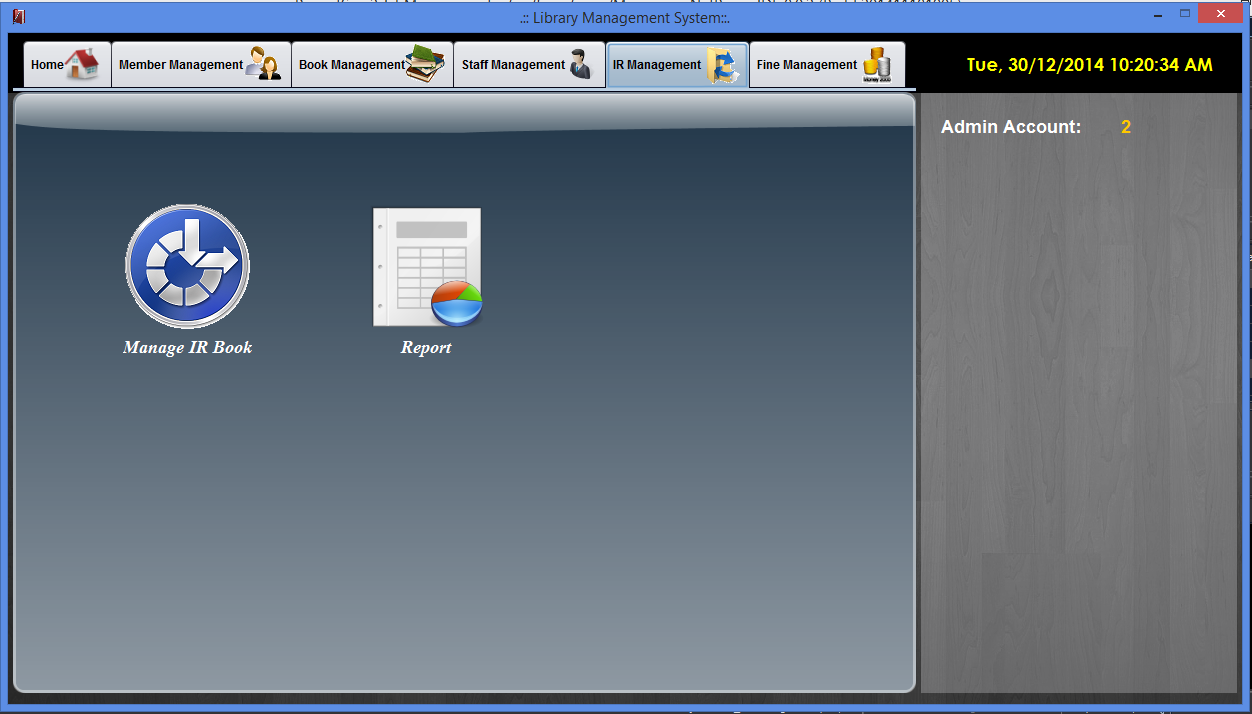 .:: Library Management System::.
Home
Member Management
Book Management
Staff Management
IR Management
Fine Management
Tue, 30/12/2014 10:20:34 AM
Admin Account: 2
Manage IR Book
Report